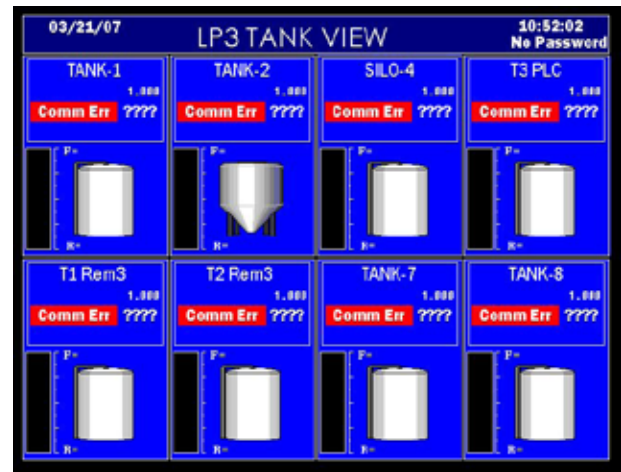 03/21/07
LP3 TANK VIEW
10:52:02
No Password
TANK-1
TANK-2
SILO-4
T3 PLC
1.000
1.000
1.000
1.000
Comm Err ????
Comm Err ????
Comm Err ????
Comm Err ????
F=
F=
F=
F=
R=
R=
R=
R=
T1 Rem3
T2 Rem3
TANK-7
TANK-8
1.000
1.000
1.000
1.000
Comm Err ????
Comm Err ????
Comm Err ????
Comm Err ????
F=
F=
F=
F=
R=
R=
R=
R=